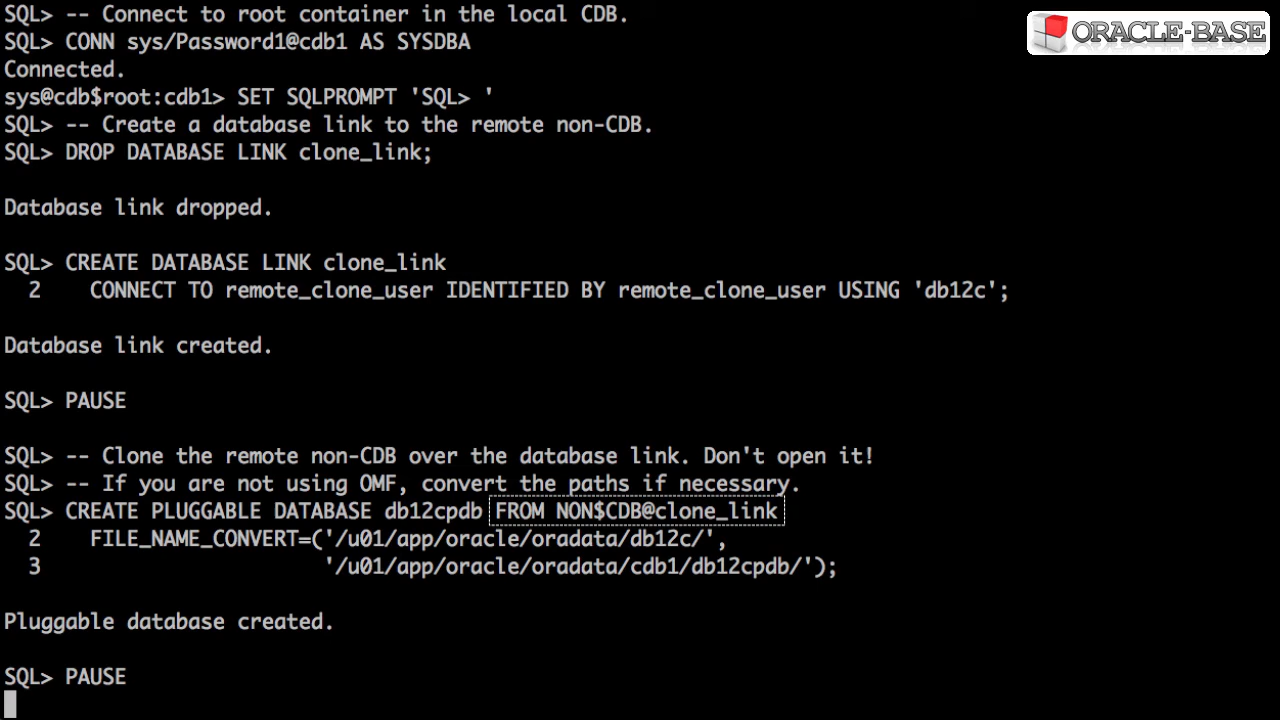 SQL> -- Connect to root container in the local CDB.
ORACLE-BASE
SQL> CONN sys/Password1@cdb1 AS SYSDBA
Connected.
sys@cdb$root:cdb1> SET SQLPROMPT 'SQL> '
SQL> -- Create a database link to the remote non-CDB.
SQL> DROP DATABASE LINK clone_link;
Database link dropped.
SQL> CREATE DATABASE LINK clone_link
2 CONNECT TO remote_clone_user IDENTIFIED BY remote_clone_user USING 'db12c';
Database link created.
SQL> PAUSE
SQL> -- Clone the remote non-CDB over the database link. Don't open it!
SQL> -- If you are not using OMF, convert the paths if necessary.
SQL> CREATE PLUGGABLE DATABASE db12cpdb FROM NON$CDB@clone_link
2 FILE_NAME_CONVERT=('/u01/app/oracle/oradata/db12c/',
3 '/u01/app/oracle/oradata/cdb1/db12cpdb/');
Pluggable database created.
SQL> PAUSE